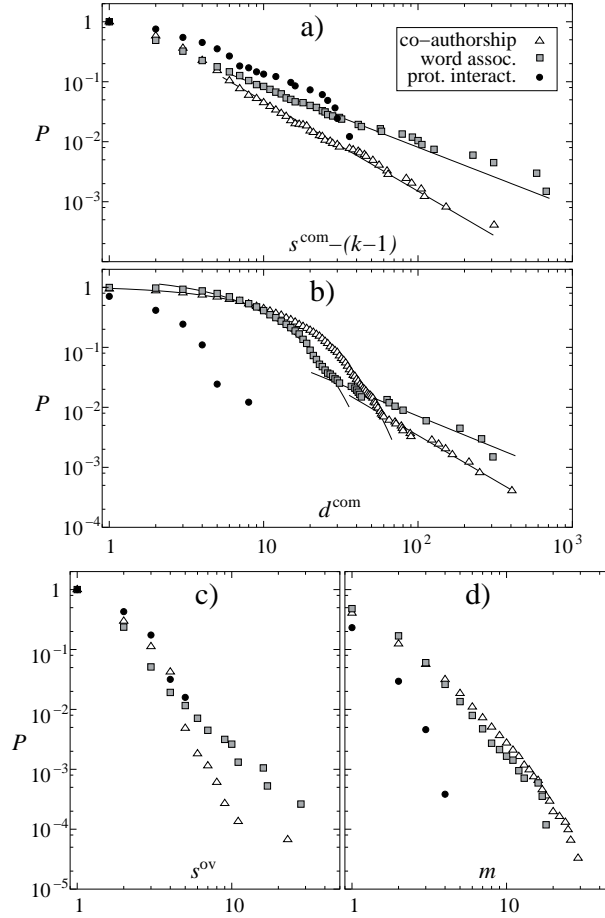 1
a)
co−authorship
word assoc.
prot. interact.
10⁻¹
P
10⁻²
10⁻³
s^com−(k−1)
1
b)
10⁻¹
P
10⁻²
10⁻³
d^com
10⁻⁴
1 10 10² 10³
1
c)
d)
10⁻¹
10⁻²
P
10⁻³
10⁻⁴
s^ov
m
10⁻⁵
1 10 1 10